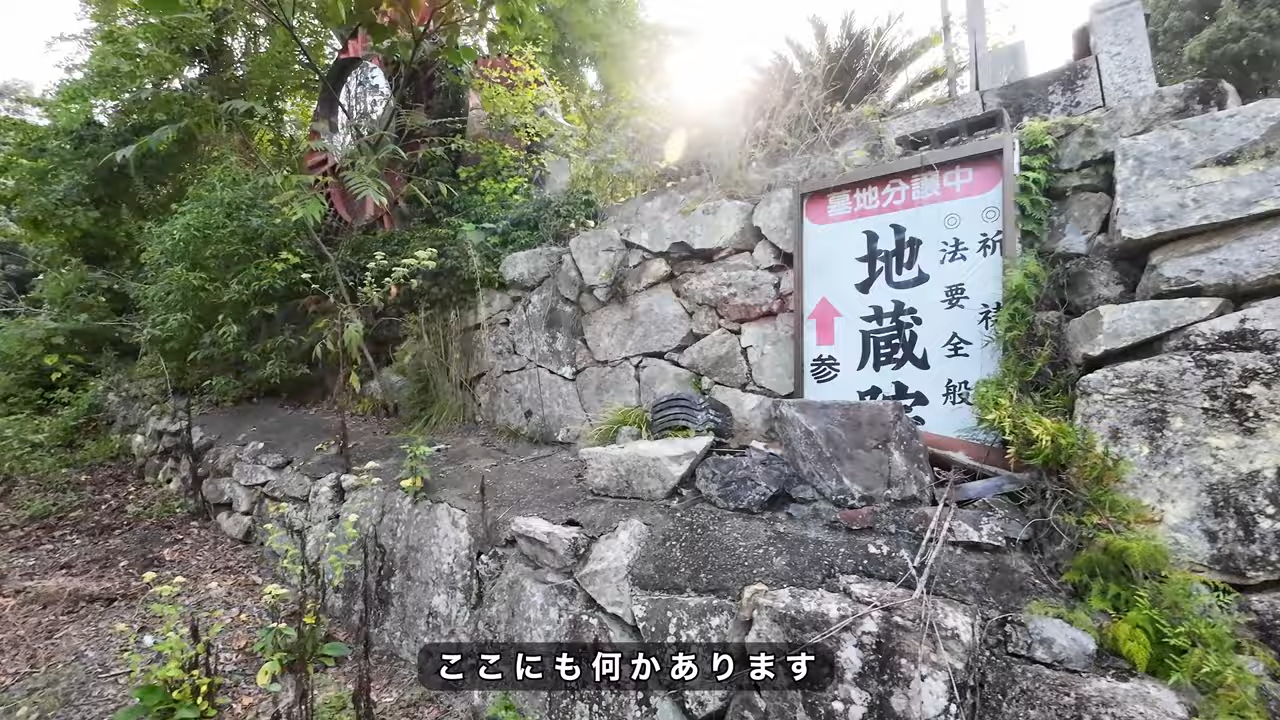 墓地分譲中
◎祈祷
◎法要全般
地蔵院
参
ここにも何かあります